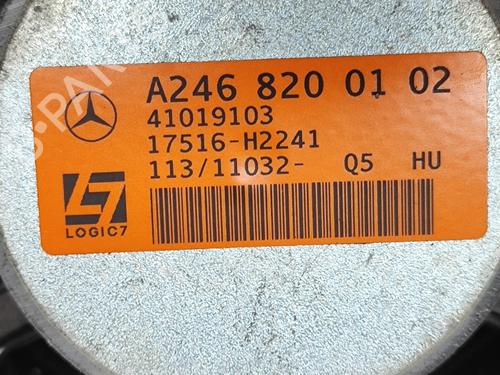 A246 820 01 02
41019103
17516-H2241
113/11032- Q5 HU
LOGIC7